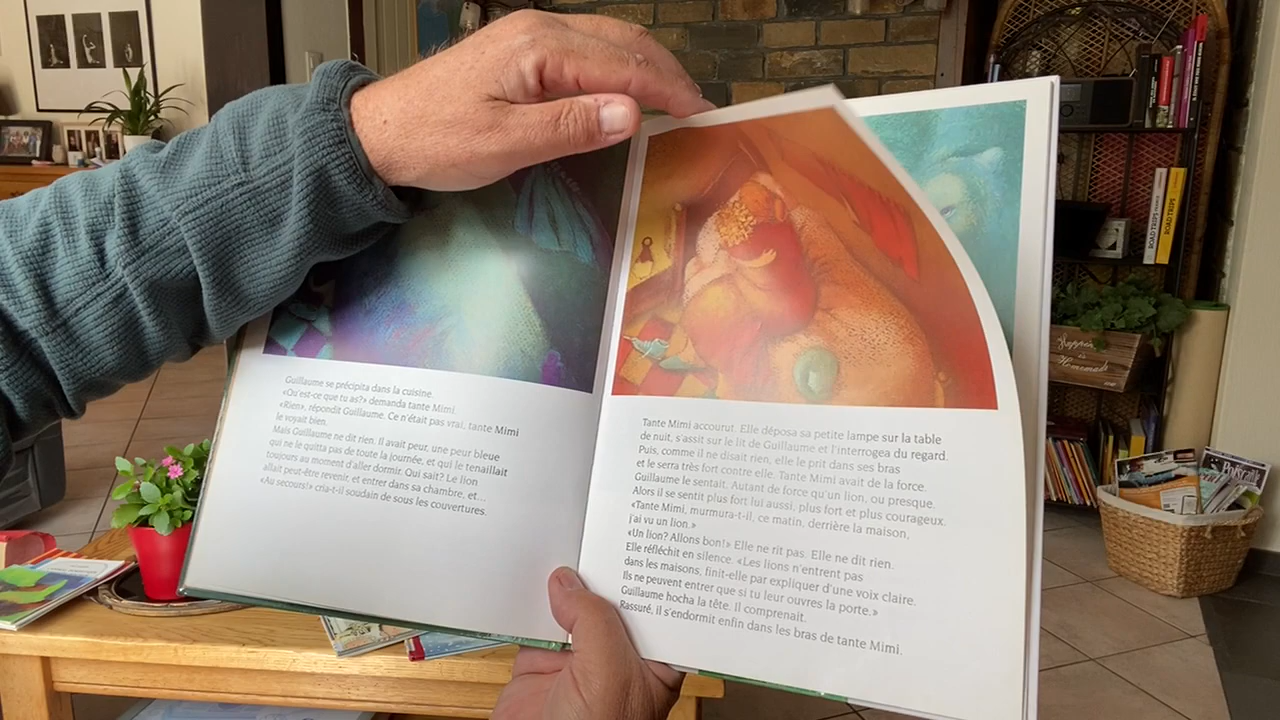 Guillaume se précipita dans la cuisine.
«Qu'est-ce que tu as?» demanda tante Mimi.
«Rien», répondit Guillaume. Ce n'était pas vrai, tante Mimi
le voyait bien.
Mais Guillaume ne dit rien. Il avait peur, une peur bleue
qui ne le quitta pas de toute la journée, et qui le tenaillait
toujours au moment d'aller dormir. Qui sait? Le lion
allait peut-être revenir, et entrer dans sa chambre, et...
«Au secours!» cria-t-il soudain de sous les couvertures.
Tante Mimi accourut. Elle déposa sa petite lampe sur la table
de nuit, s'assit sur le lit de Guillaume et l'interrogea du regard.
Puis, comme il ne disait rien, elle le prit dans ses bras
et le serra très fort contre elle. Tante Mimi avait de la force.
Guillaume le sentait. Autant de force qu'un lion, ou presque.
Alors il se sentit plus fort lui aussi, plus fort et plus courageux.
«Tante Mimi, murmura-t-il, ce matin, derrière la maison,
j'ai vu un lion.»
«Un lion? Allons bon!» Elle ne rit pas. Elle ne dit rien.
Elle réfléchit en silence. «Les lions n'entrent pas
dans les maisons, finit-elle par expliquer d'une voix claire.
Ils ne peuvent entrer que si tu leur ouvres la porte.»
Guillaume hocha la tête. Il comprenait.
Rassuré, il s'endormit enfin dans les bras de tante Mimi.
ROAD TRIPS
ROAD TRIPS
Happiness
is
Homemade